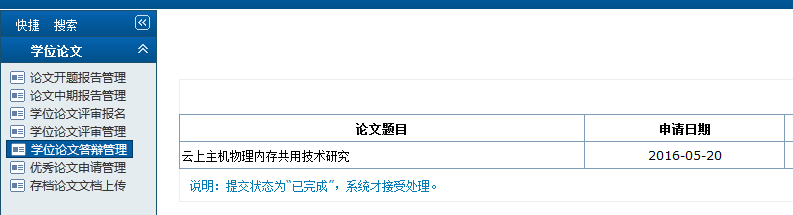 快捷 搜索
学位论文
论文开题报告管理
论文中期报告管理
学位论文评审报名
学位论文评审管理
学位论文答辩管理
优秀论文申请管理
存档论文文档上传
论文题目 申请日期
云上主机物理内存共用技术研究 2016-05-20
说明：提交状态为“已完成”，系统才接受处理。